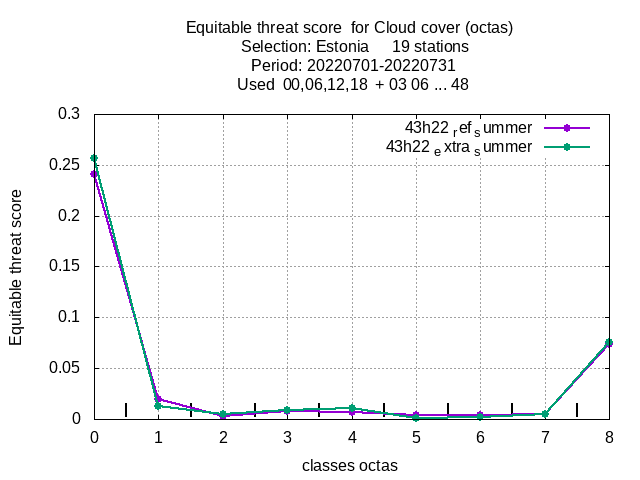 Equitable threat score for Cloud cover (octas)
Selection: Estonia 19 stations
Period: 20220701-20220731
Used 00,06,12,18 + 03 06 ... 48
43h22 ref summer
43h22 extra summer
Equitable threat score
0.3
0.25
0.2
0.15
0.1
0.05
0
0 1 2 3 4 5 6 7 8
classes octas